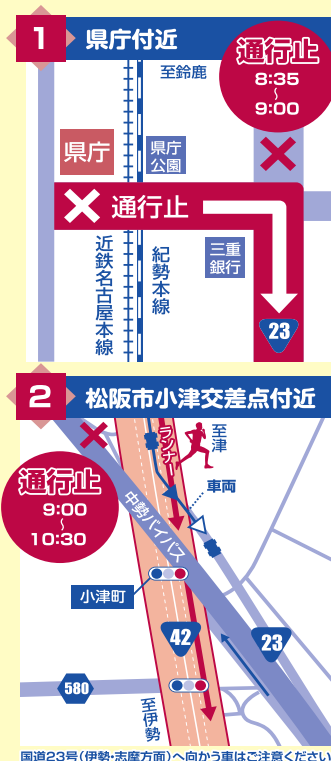 1 県庁付近
通行止
8:35
〜
9:00
至鈴鹿
県庁
県庁
公園
通行止
近鉄名古屋本線
紀勢本線
三重
銀行
23
2 松阪市小津交差点付近
通行止
9:00
〜
10:30
ランナー
至津
車両
中勢バイパス
小津町
42
23
580
至伊勢
国道23号(伊勢・志摩方面)へ向かう車はご注意ください